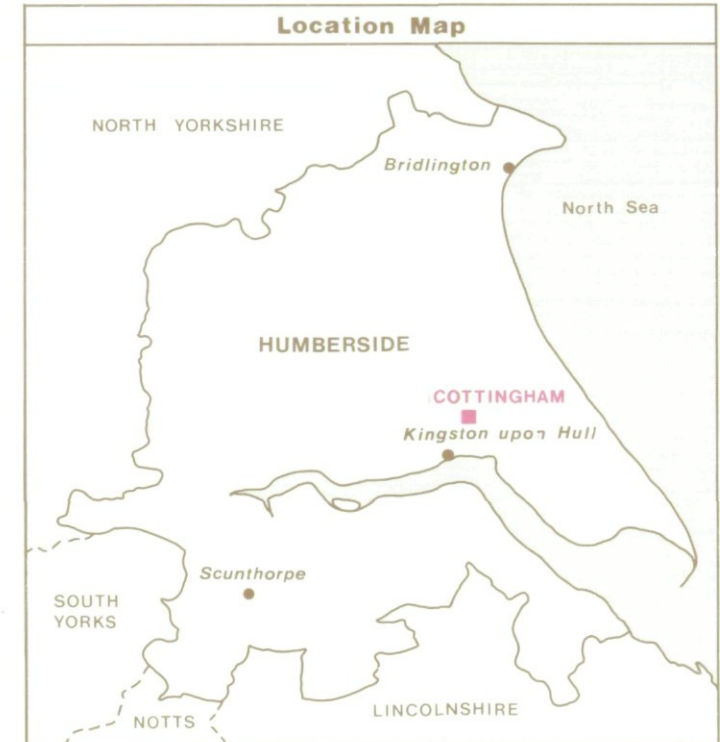 Location Map
NORTH YORKSHIRE
Bridlington
North Sea
HUMBERSIDE
COTTINGHAM
Kingston upon Hull
Scunthorpe
SOUTH
YORKS
LINCOLNSHIRE
NOTTS